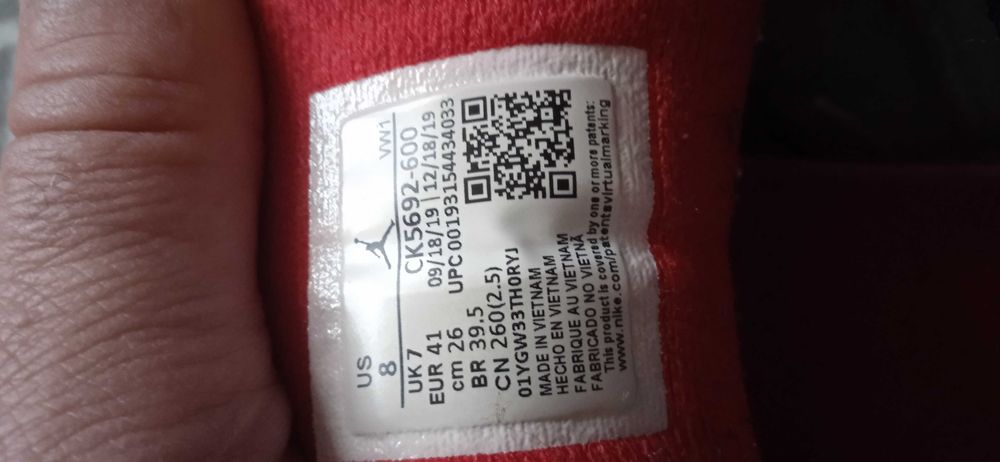 US
8
VW1
UK 7
CK5692-600
EUR 41
09/18/19 | 12/18/19
cm 26
UPC 00193154434033
BR 39.5
CN 260(2.5)
01YGW33TH0RYJ
MADE IN VIETNAM
HECHO EN VIETNAM
FABRIQUE AU VIETNAM
FABRICADO NO VIETNÃ
This product is covered by one or more patents:
www.nike.com/patentsvirtualmarking